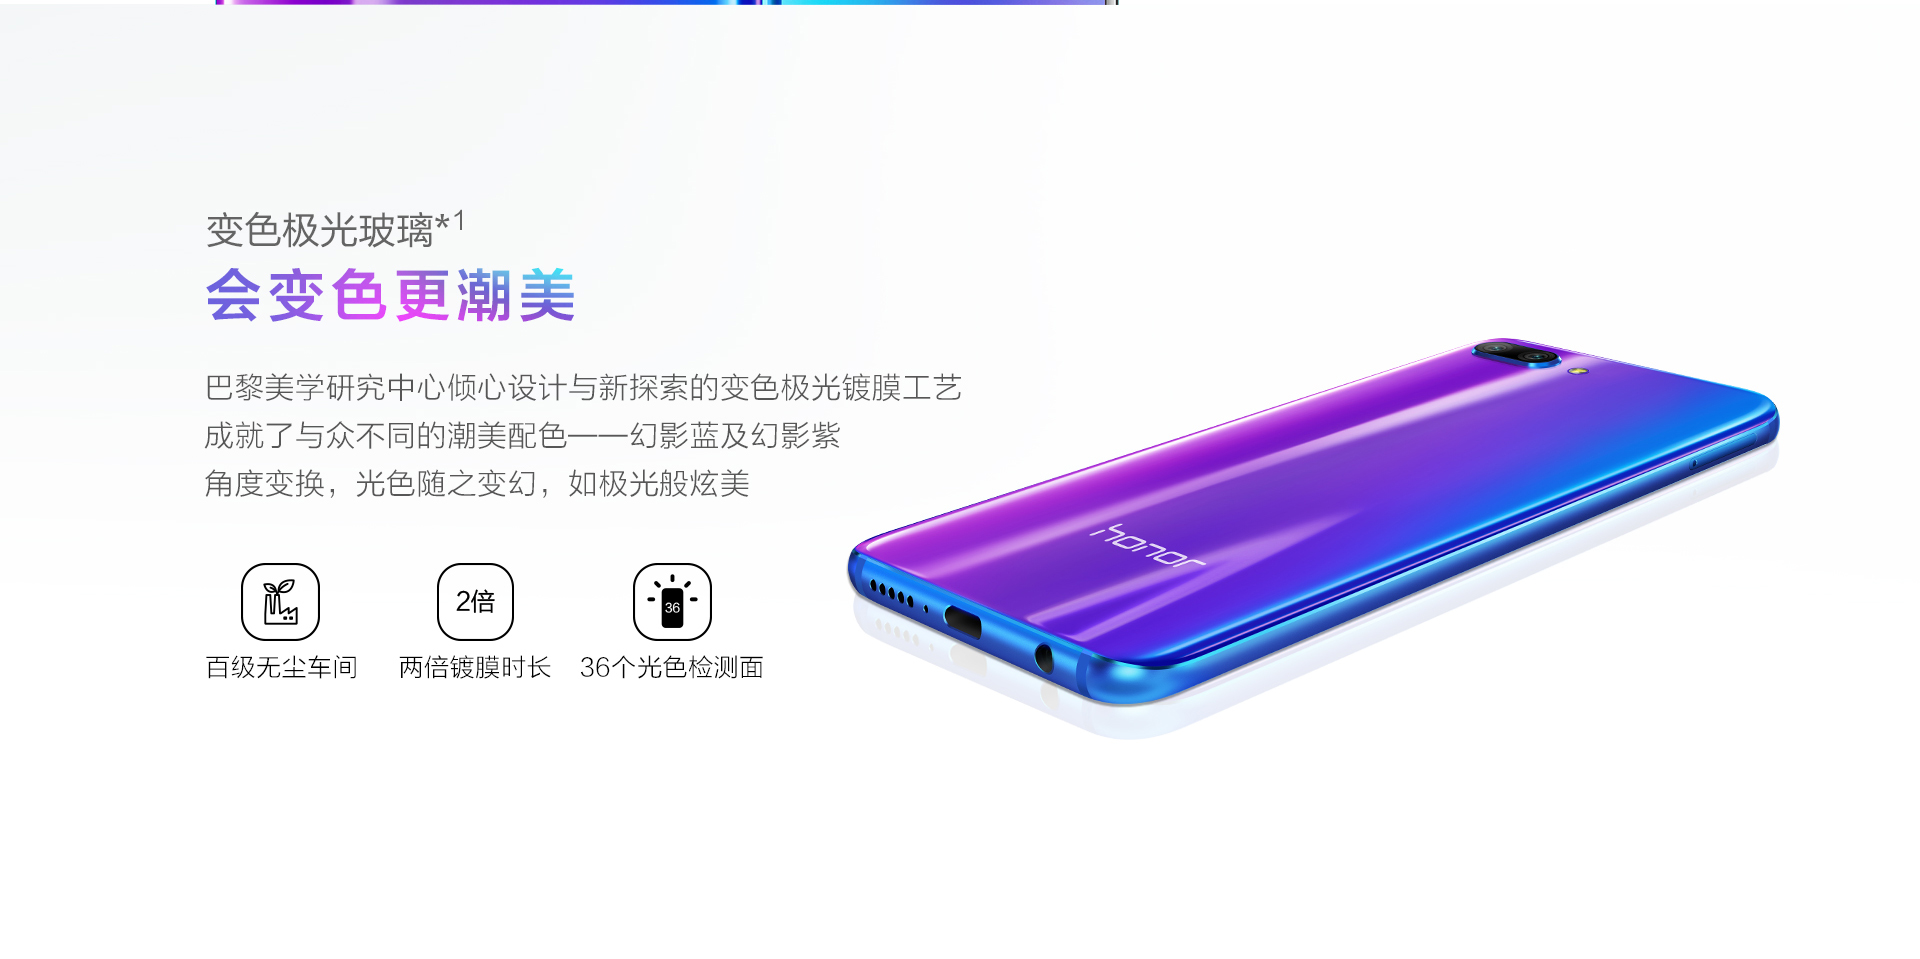 变色极光玻璃*1
会变色更潮美
巴黎美学研究中心倾心设计与新探索的变色极光镀膜工艺
成就了与众不同的潮美配色——幻影蓝及幻影紫
角度变换，光色随之变幻，如极光般炫美
2倍
36
百级无尘车间
两倍镀膜时长
36个光色检测面
honor